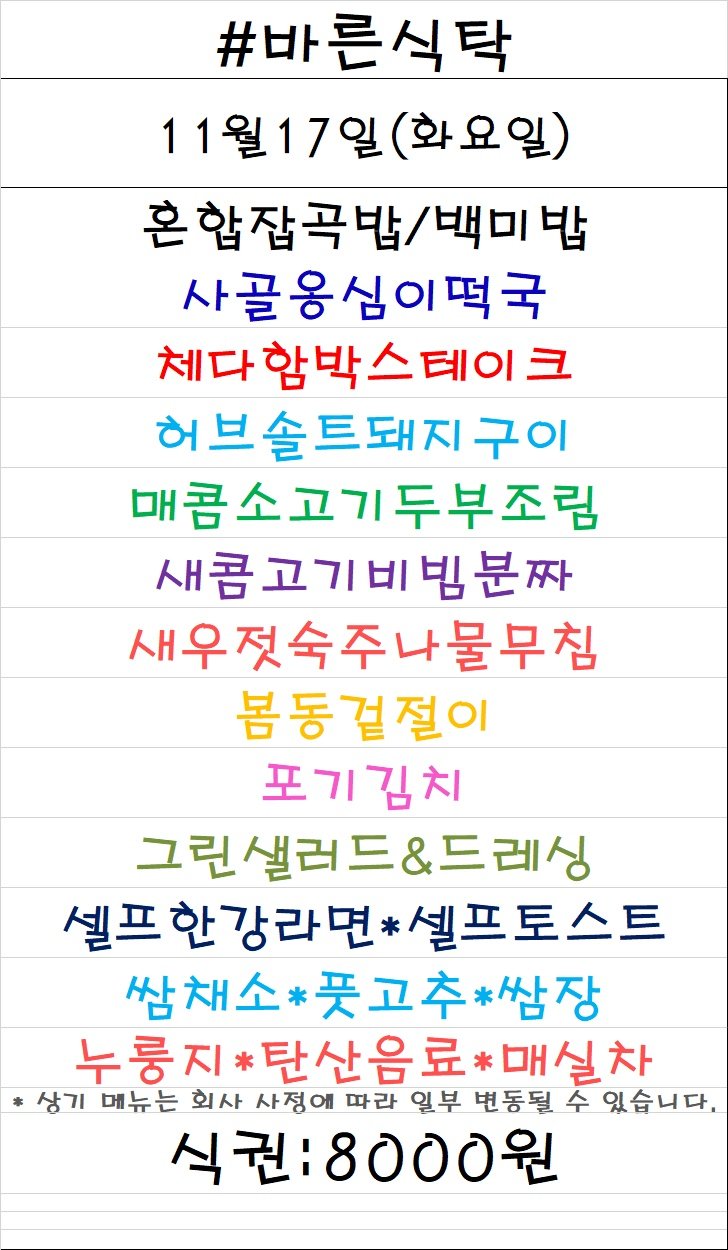 #바른식탁
11월17일(화요일)
혼합잡곡밥/백미밥
사골옹심이떡국
체다함박스테이크
허브솔트돼지구이
매콤소고기두부조림
새콤고기비빔분짜
새우젓숙주나물무침
봄동겉절이
포기김치
그린샐러드&드레싱
셀프한강라면*셀프토스트
쌈채소*풋고추*쌈장
누룽지*탄산음료*매실차
* 상기 메뉴는 회사 사정에 따라 일부 변동될 수 있습니다.
식권:8000원